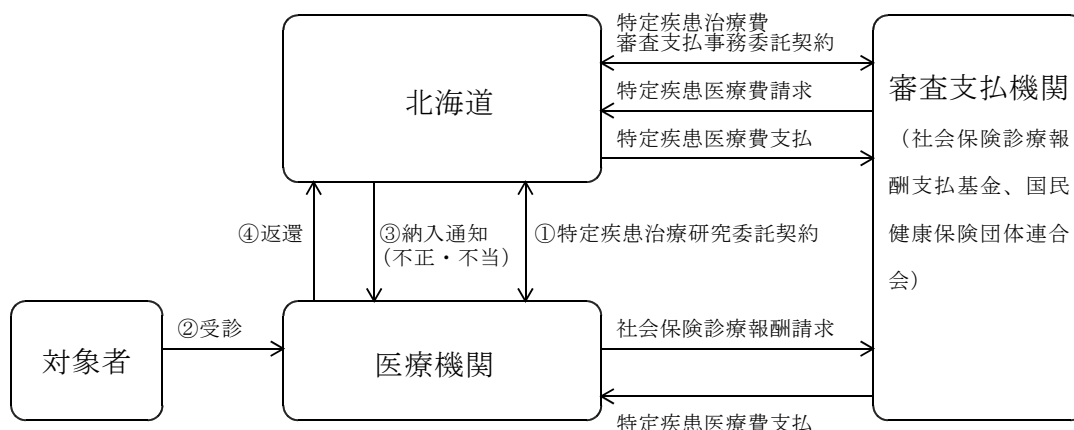 特定疾患治療費
審査支払事務委託契約
北海道
審査支払機関
特定疾患医療費請求
（社会保険診療報
特定疾患医療費支払
酬支払基金、国民
④返還
③納入通知
(不正・不当)
①特定疾患治療研究委託契約
健康保険団体連合
会）
②受診
社会保険診療報酬請求
対象者
医療機関
特定疾患医療費支払